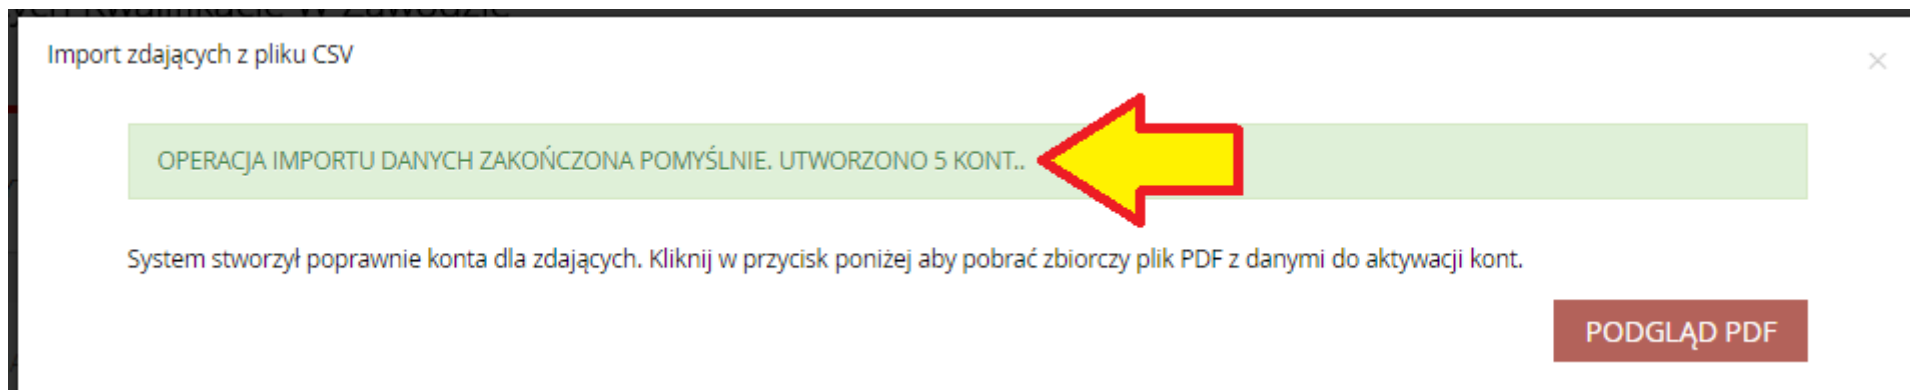 Import zdających z pliku CSV
×
OPERACJA IMPORTU DANYCH ZAKOŃCZONA POMYŚLNIE. UTWORZONO 5 KONT..
System stworzył poprawnie konta dla zdających. Kliknij w przycisk poniżej aby pobrać zbiorczy plik PDF z danymi do aktywacji kont.
PODGLĄD PDF